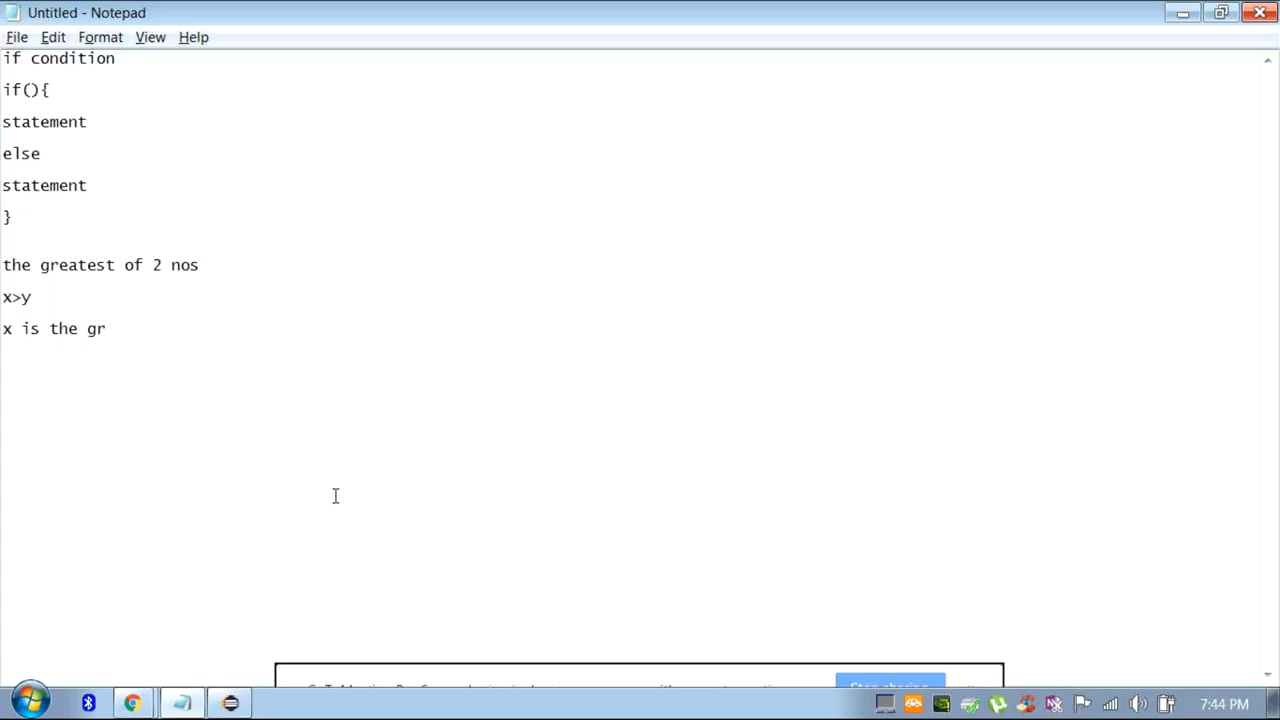 Untitled - Notepad
File Edit Format View Help
if condition
if(){
statement
else
statement
}
the greatest of 2 nos
x>y
x is the gr
7:44 PM